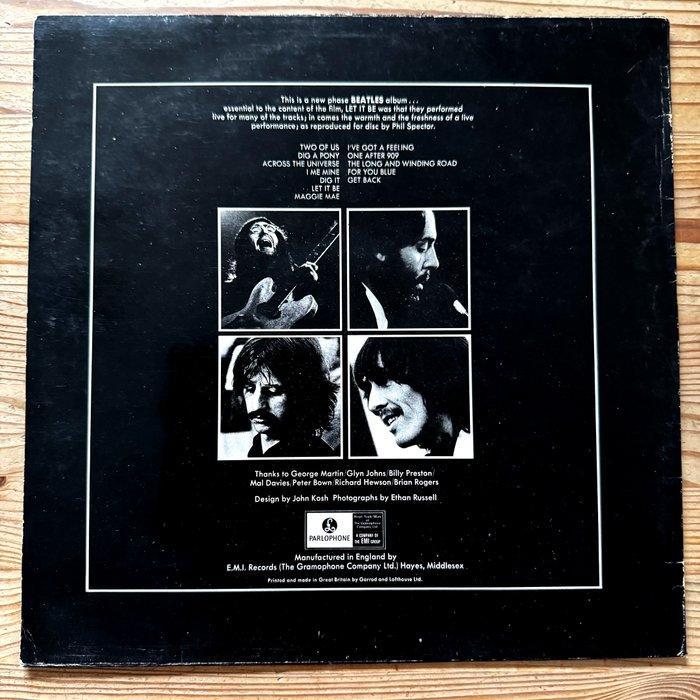 This is a new phase BEATLES album . . .
essential to the content of the film, LET IT BE was that they performed
live for many of the tracks; in comes the warmth and the freshness of a live
performance; as reproduced for disc by Phil Spector.
TWO OF US
DIG A PONY
ACROSS THE UNIVERSE
I ME MINE
DIG IT
LET IT BE
MAGGIE MAE
I'VE GOT A FEELING
ONE AFTER 909
THE LONG AND WINDING ROAD
FOR YOU BLUE
GET BACK
Thanks to George Martin/Glyn Johns/Billy Preston/
Mal Davies/Peter Bown/Richard Hewson/Brian Rogers
Design by John Kosh Photographs by Ethan Russell
PARLOPHONE
The Gramophone
Company Ltd.
A COMPANY OF
THE EMI GROUP
Manufactured in England by
E.M.I. Records (The Gramophone Company Ltd.) Hayes, Middlesex
Printed and made in Great Britain by Garrod and Lofthouse Ltd.